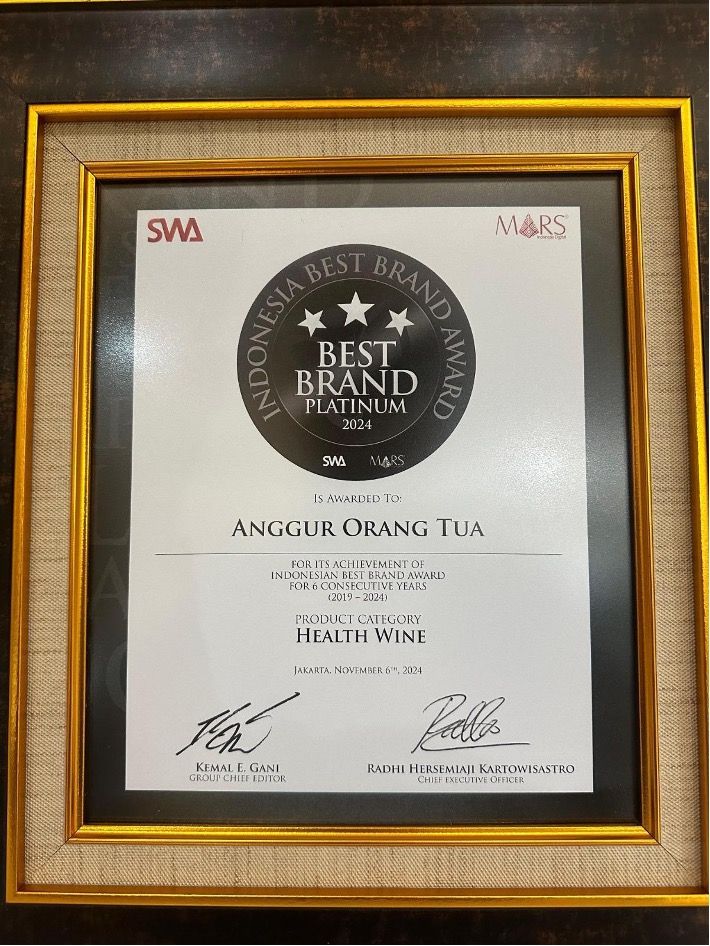 SWA
MARS
Indonesia Digital
INDONESIA BEST BRAND AWARD
BEST
BRAND
PLATINUM
2024
SWA MARS
IS AWARDED TO:
ANGGUR ORANG TUA
FOR ITS ACHIEVEMENT OF
INDONESIAN BEST BRAND AWARD
FOR 6 CONSECUTIVE YEARS
(2019 – 2024)
PRODUCT CATEGORY
HEALTH WINE
JAKARTA, NOVEMBER 6TH, 2024
KEMAL E. GANI
GROUP CHIEF EDITOR
RADHI HERSEMIAJI KARTOWISASTRO
CHIEF EXECUTIVE OFFICER